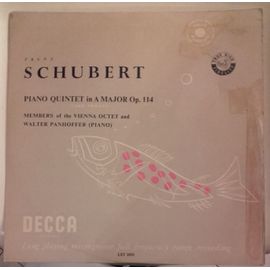 FRANZ
SCHUBERT
PIANO QUINTET in A MAJOR Op. 114
MEMBERS of the VIENNA OCTET and
WALTER PANHOFFER (PIANO)
DECCA
Long playing microgroove full frequency range recording